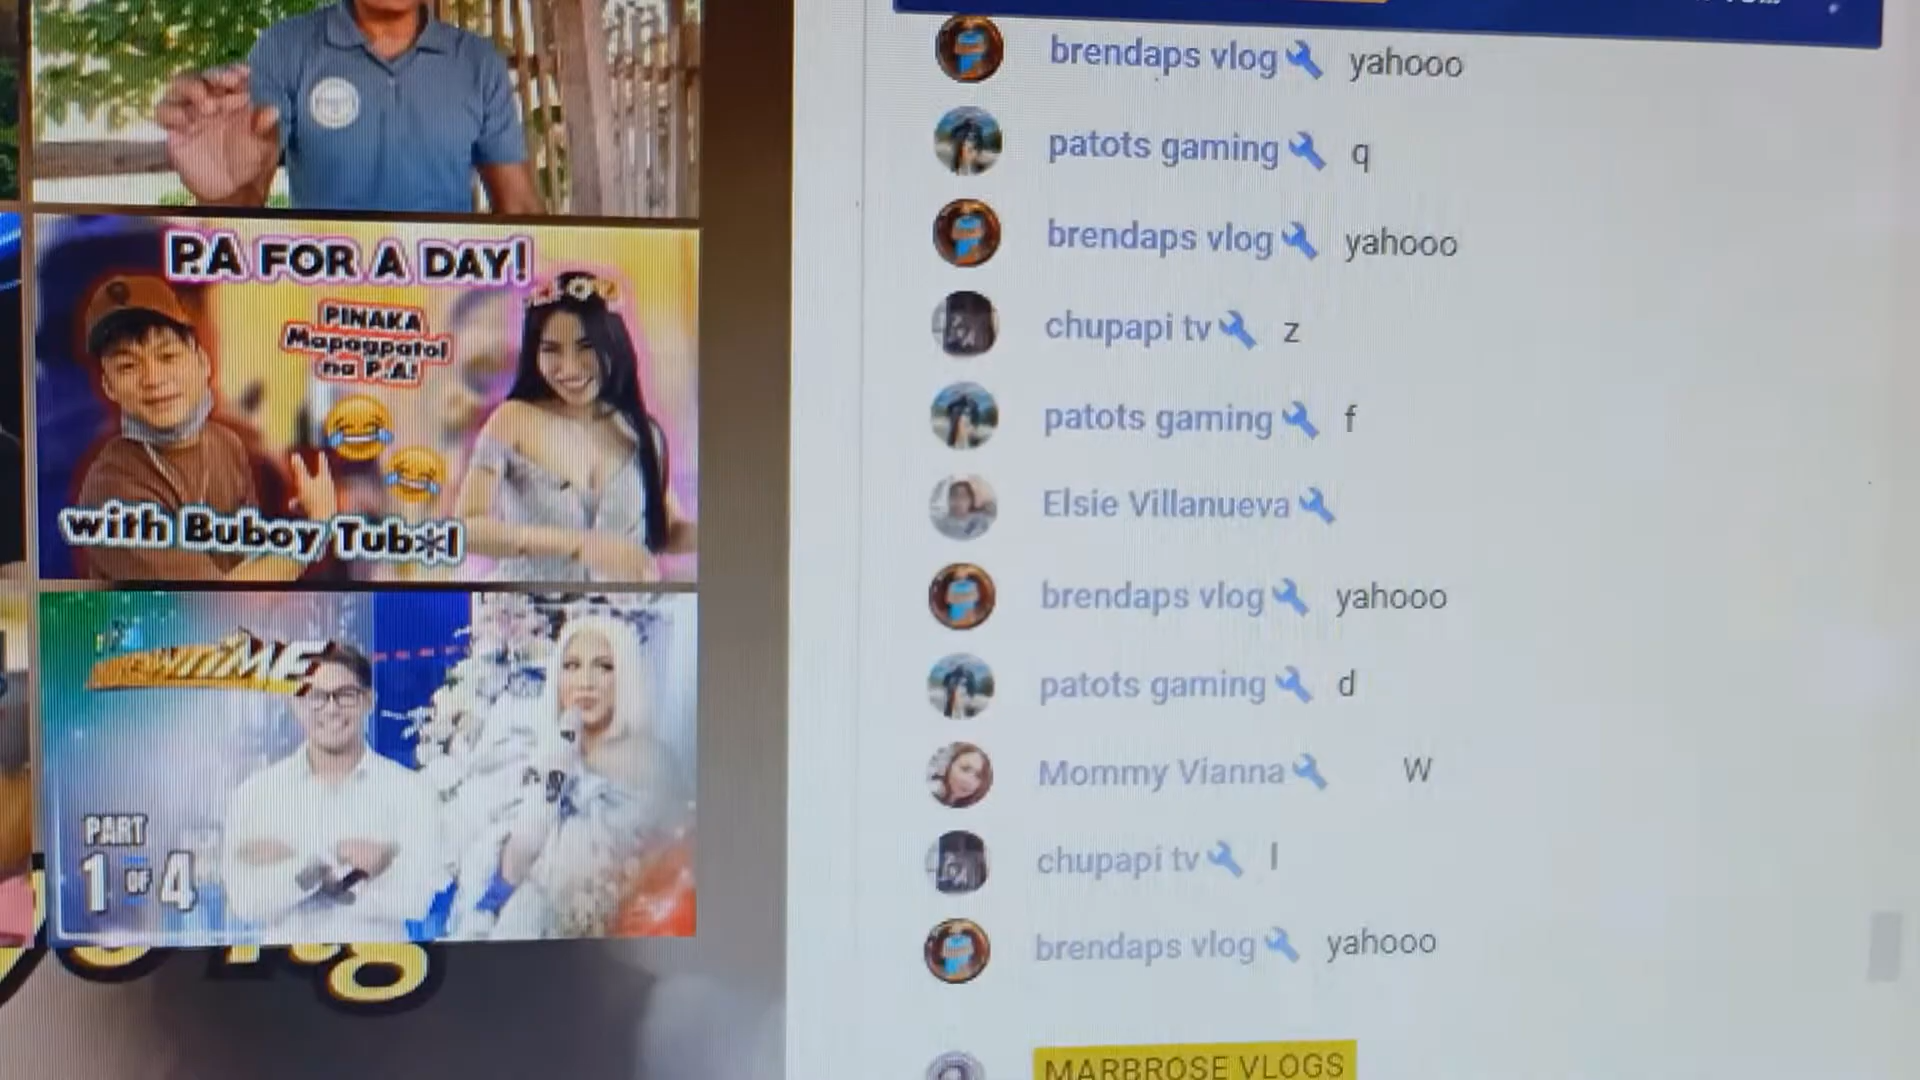 P.A FOR A DAY!
PINAKA
Mapagpatol
na P.A!
with Buboy Tub*l
PART
1 OF 4
brendaps vlog yahooo
patots gaming q
brendaps vlog yahooo
chupapi tv z
patots gaming f
Elsie Villanueva
brendaps vlog yahooo
patots gaming d
Mommy Vianna W
chupapi tv l
brendaps vlog yahooo
MARBROSE VLOGS